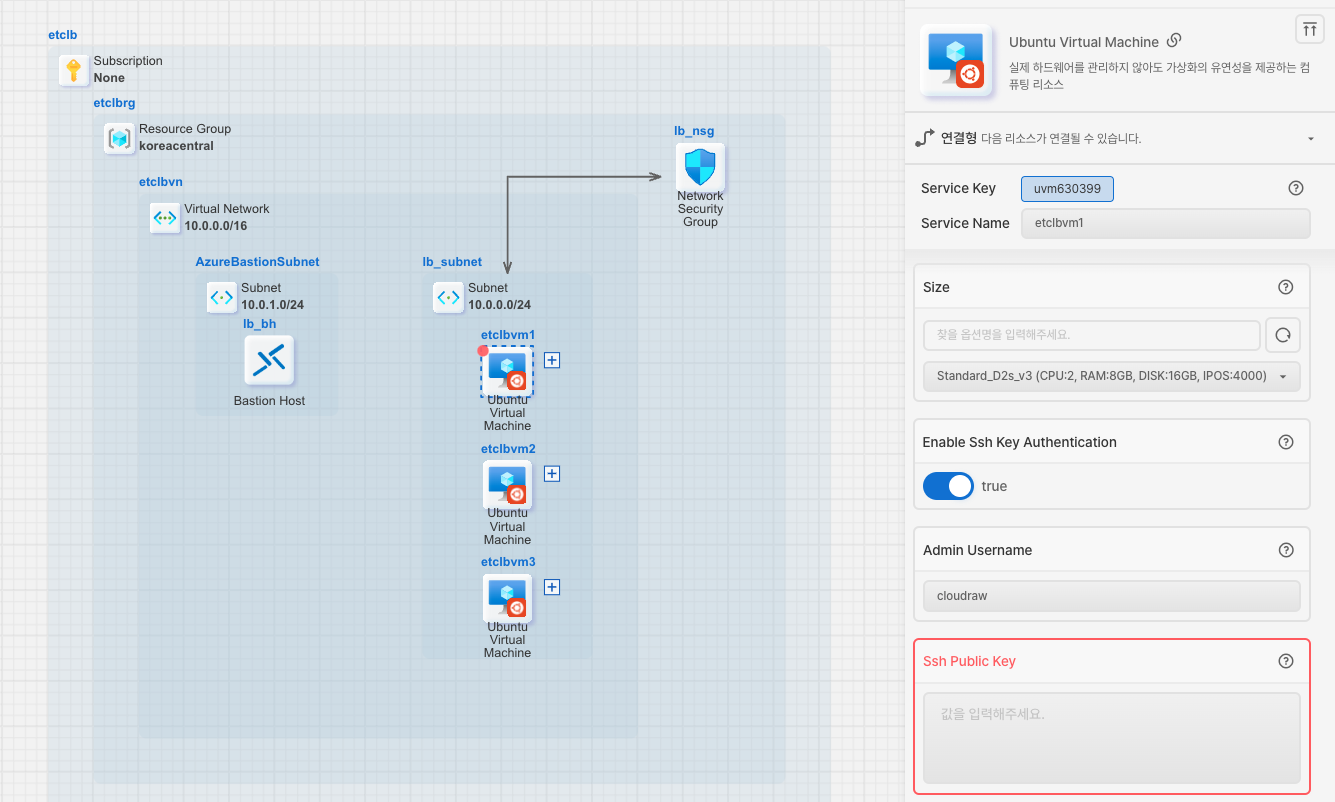 etclb
Subscription
None
etclbrg
Resource Group
koreacentral
lb_nsg
Network
Security
Group
etclbvn
Virtual Network
10.0.0.0/16
AzureBastionSubnet
Subnet
10.0.1.0/24
lb_bh
Bastion Host
lb_subnet
Subnet
10.0.0.0/24
etclbvm1
Ubuntu
Virtual
Machine
etclbvm2
Ubuntu
Virtual
Machine
etclbvm3
Ubuntu
Virtual
Machine
Ubuntu Virtual Machine
실제 하드웨어를 관리하지 않아도 가상화의 유연성을 제공하는 컴
퓨팅 리소스
연결형 다음 리소스가 연결될 수 있습니다.
Service Key uvm630399
Service Name etclbvm1
Size
찾을 옵션명을 입력해주세요.
Standard_D2s_v3 (CPU:2, RAM:8GB, DISK:16GB, IPOS:4000)
Enable Ssh Key Authentication
true
Admin Username
cloudraw
Ssh Public Key
값을 입력해주세요.